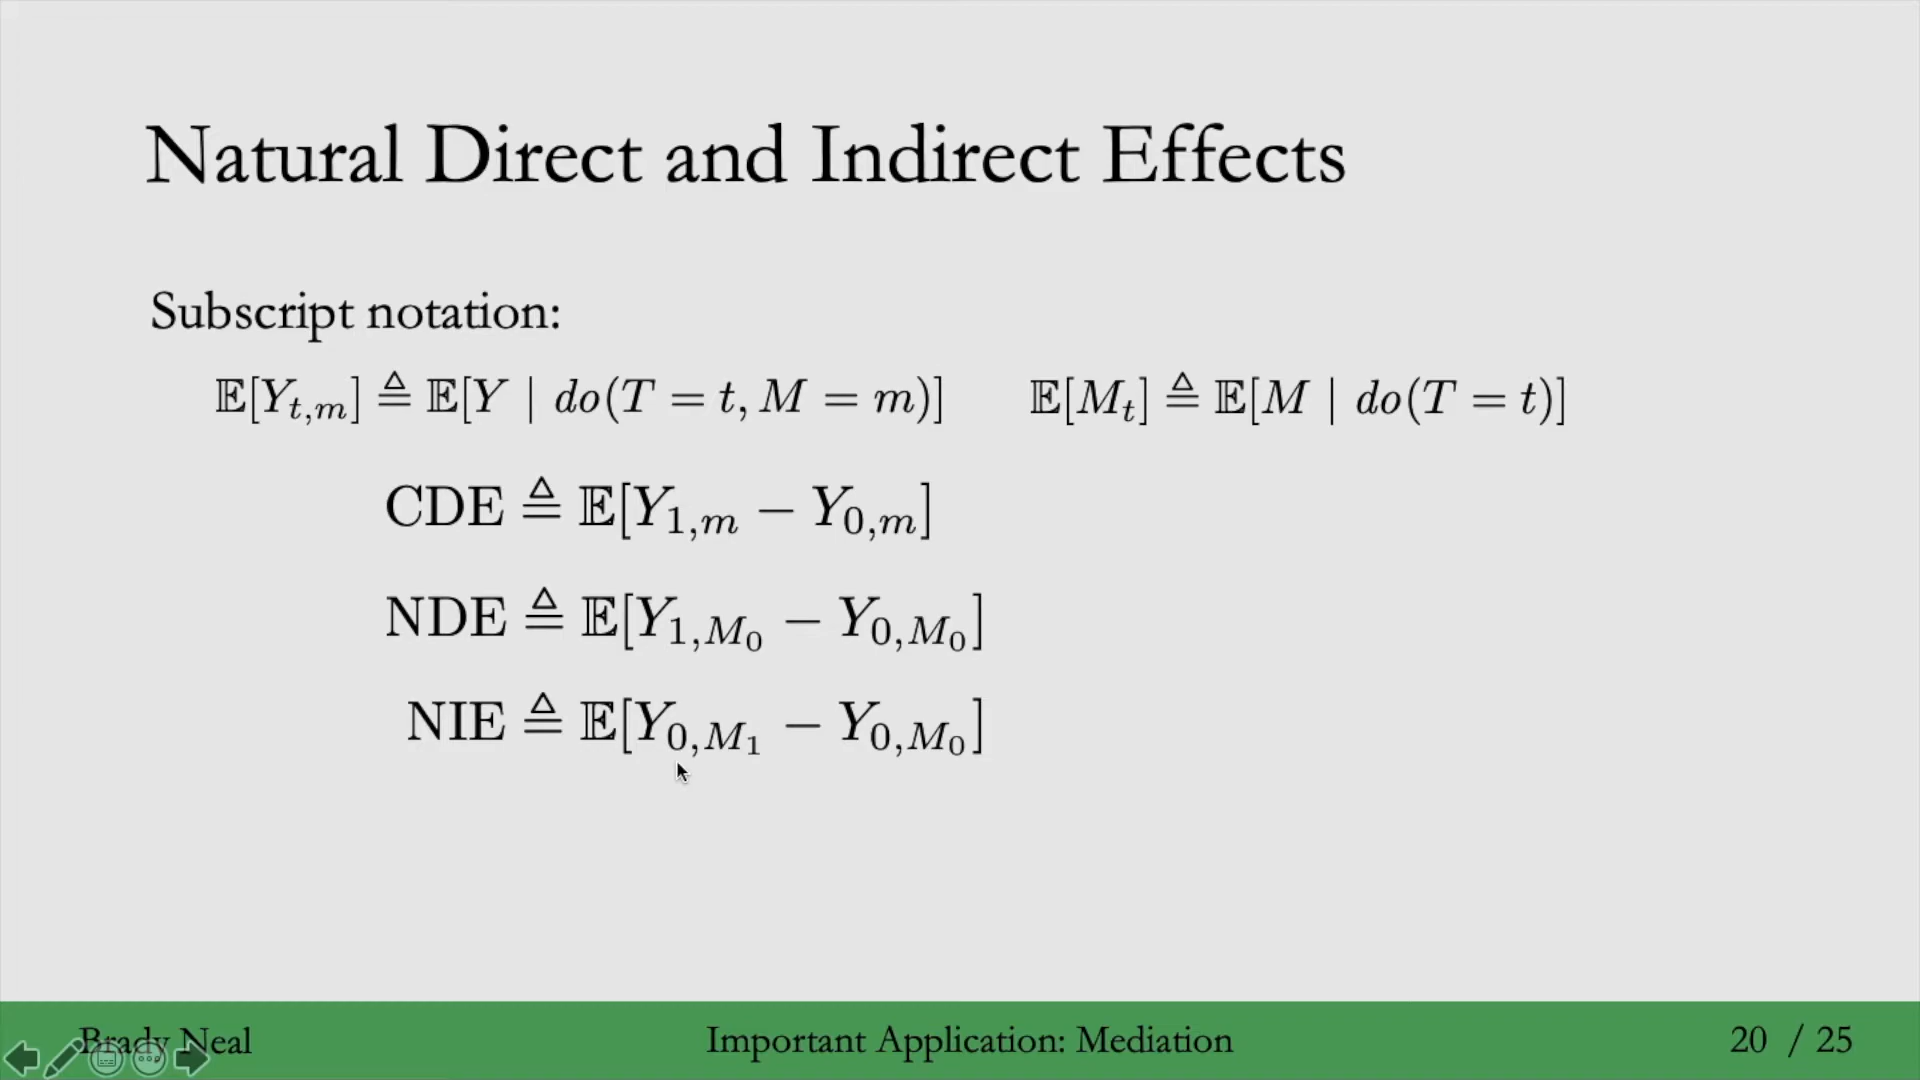 Natural Direct and Indirect Effects
Subscript notation:
𝔼[Y_{t,m}] ≜ 𝔼[Y | do(T = t, M = m)] 𝔼[M_t] ≜ 𝔼[M | do(T = t)]
CDE ≜ 𝔼[Y_{1,m} − Y_{0,m}]
NDE ≜ 𝔼[Y_{1,M_0} − Y_{0,M_0}]
NIE ≜ 𝔼[Y_{0,M_1} − Y_{0,M_0}]
Brady Neal Important Application: Mediation 20 / 25